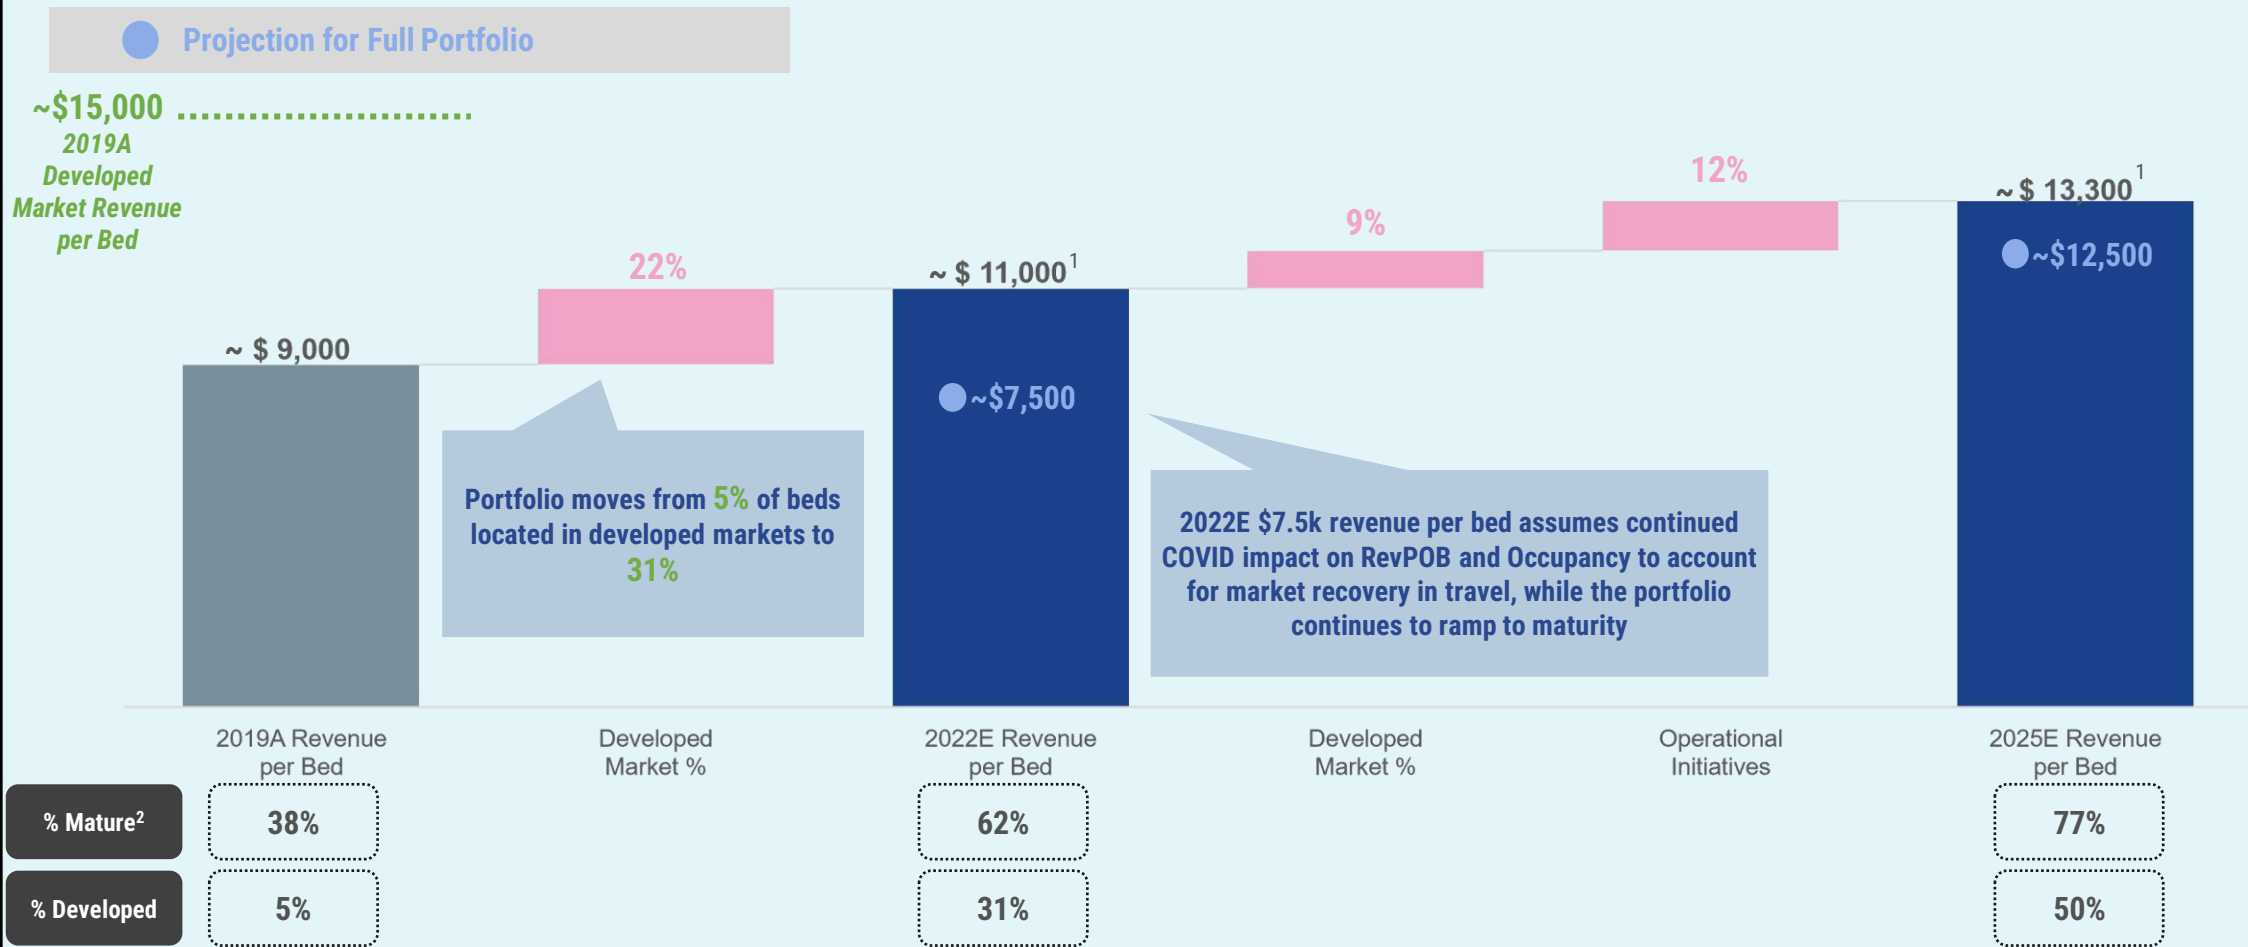 Projection for Full Portfolio
~$15,000
2019A
Developed
Market Revenue
per Bed
~ $ 9,000
22%
~ $ 11,000¹
9%
12%
~ $ 13,300¹
~$7,500
~$12,500
Portfolio moves from 5% of beds
located in developed markets to
31%
2022E $7.5k revenue per bed assumes continued
COVID impact on RevPOB and Occupancy to account
for market recovery in travel, while the portfolio
continues to ramp to maturity
2019A Revenue
per Bed
Developed
Market %
2022E Revenue
per Bed
Developed
Market %
Operational
Initiatives
2025E Revenue
per Bed
% Mature²
38%
62%
77%
% Developed
5%
31%
50%